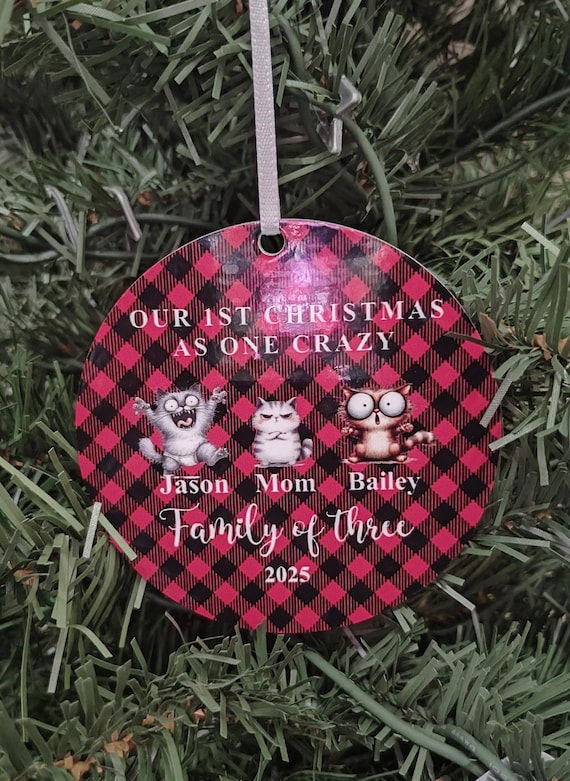 OUR 1ST CHRISTMAS
AS ONE CRAZY
Jason Mom Bailey
Family of three
2025